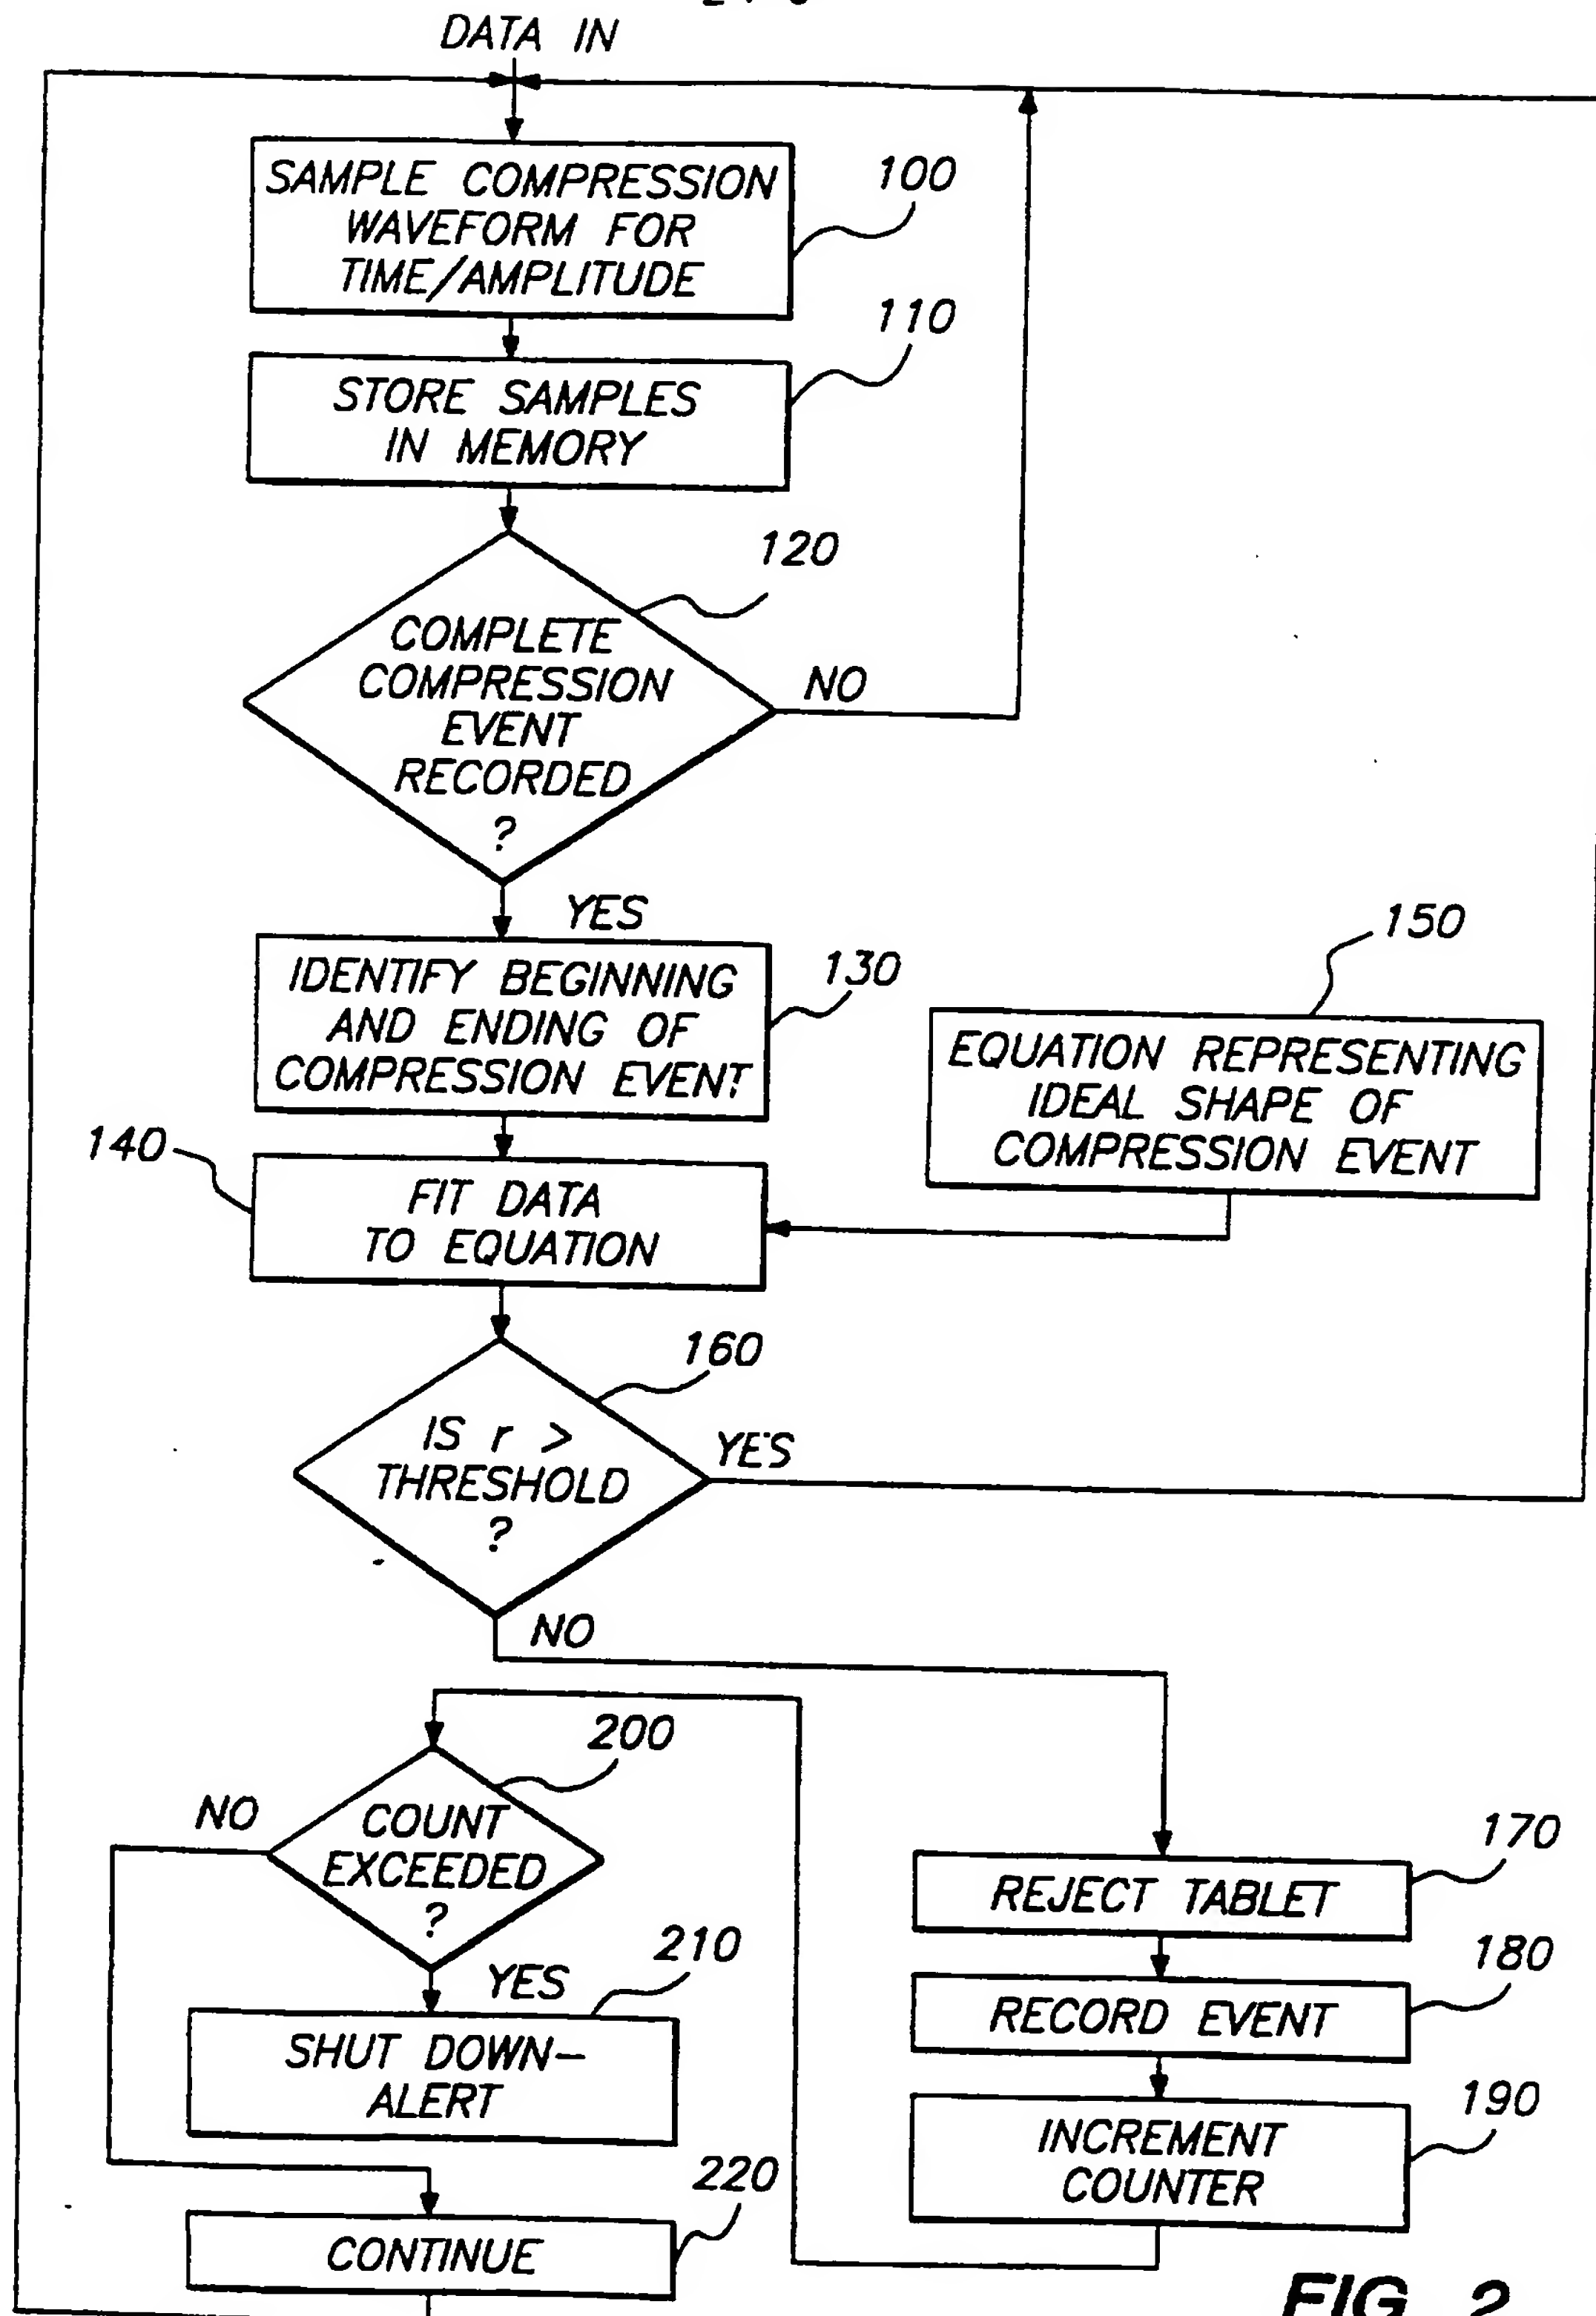 DATA IN
SAMPLE COMPRESSION
WAVEFORM FOR
TIME/AMPLITUDE
100
STORE SAMPLES
IN MEMORY
110
COMPLETE
COMPRESSION
EVENT
RECORDED
?
120
NO
YES
IDENTIFY BEGINNING
AND ENDING OF
COMPRESSION EVENT
130
150
EQUATION REPRESENTING
IDEAL SHAPE OF
COMPRESSION EVENT
140
FIT DATA
TO EQUATION
160
IS r >
THRESHOLD
?
YES
NO
200
NO
COUNT
EXCEEDED
?
YES
210
SHUT DOWN-
ALERT
220
CONTINUE
170
REJECT TABLET
180
RECORD EVENT
190
INCREMENT
COUNTER
FIG. 2